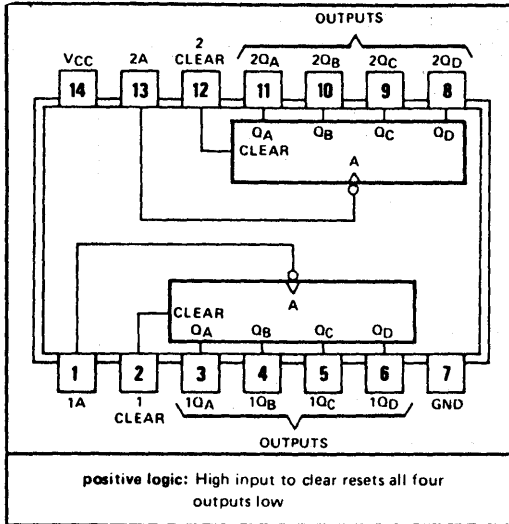 OUTPUTS
VCC 2A 2 CLEAR 2QA 2QB 2QC 2QD
14 13 12 11 10 9 8
QA QB QC QD
CLEAR
A
A
CLEAR
QA QB QC QD
1 2 3 4 5 6 7
1A 1 CLEAR 1QA 1QB 1QC 1QD GND
OUTPUTS
positive logic: High input to clear resets all four
outputs low